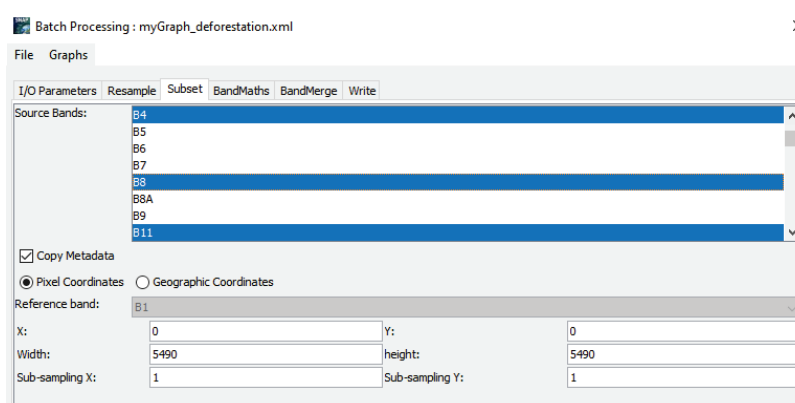 Batch Processing : myGraph_deforestation.xml
File Graphs
I/O Parameters Resample Subset BandMaths BandMerge Write
Source Bands:
B4
B5
B6
B7
B8
B8A
B9
B11
Copy Metadata
Pixel Coordinates Geographic Coordinates
Reference band: B1
X: 0 Y: 0
Width: 5490 height: 5490
Sub-sampling X: 1 Sub-sampling Y: 1